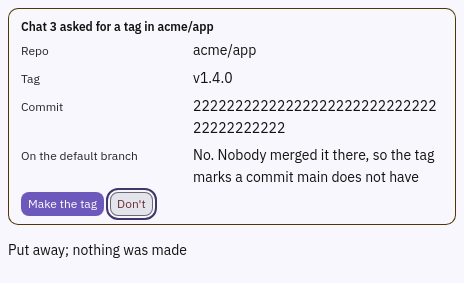 Chat 3 asked for a tag in acme/app
Repo acme/app
Tag v1.4.0
Commit 22222222222222222222222222222
22222222222
On the default branch No. Nobody merged it there, so the tag
marks a commit main does not have
Make the tag Don't
Put away; nothing was made